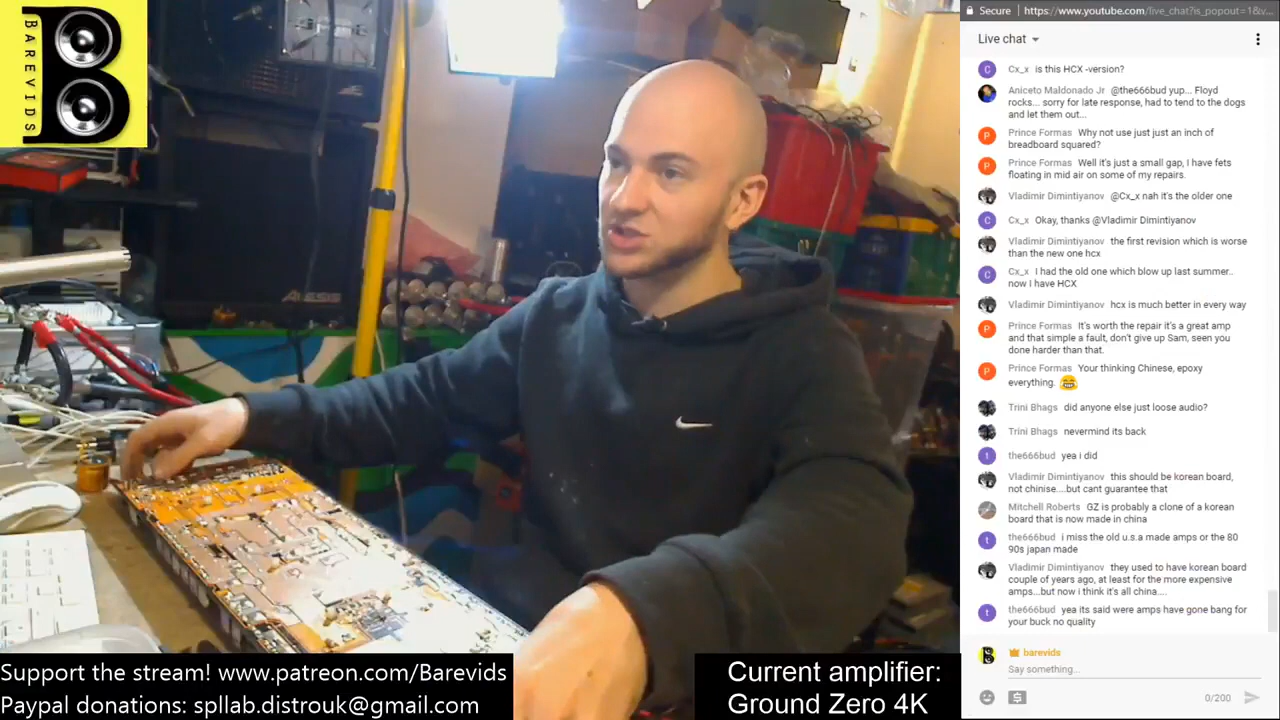 BAREVIDS
Secure https://www.youtube.com/live_chat?is_popout=1&v...
Live chat
Cx_x is this HCX -version?
Aniceto Maldonado Jr @the666bud yup... Floyd
rocks... sorry for late response, had to tend to the dogs
and let them out...
Prince Formas Why not use just just an inch of
breadboard squared?
Prince Formas Well it's just a small gap, I have fets
floating in mid air on some of my repairs.
Vladimir Dimintiyanov @Cx_x nah it's the older one
Cx_x Okay, thanks @Vladimir Dimintiyanov
Vladimir Dimintiyanov the first revision which is worse
than the new one hcx
Cx_x I had the old one which blow up last summer..
now I have HCX
Vladimir Dimintiyanov hcx is much better in every way
Prince Formas It's worth the repair it's a great amp
and that simple a fault, don't give up Sam, seen you
done harder than that.
Prince Formas Your thinking Chinese, epoxy
everything. 😂
Trini Bhags did anyone else just loose audio?
Trini Bhags nevermind its back
the666bud yea i did
Vladimir Dimintiyanov this should be korean board,
not chinise....but cant guarantee that
Mitchell Roberts GZ is probably a clone of a korean
board that is now made in china
the666bud i miss the old u.s.a made amps or the 80
90s japan made
Vladimir Dimintiyanov they used to have korean board
couple of years ago, at least for the more expensive
amps...but now i think it's all china....
the666bud yea its said were amps have gone bang for
your buck no quality
barevids
Say something...
0/200
Support the stream! www.patreon.com/Barevids
Paypal donations: spllab.distrouk@gmail.com
Current amplifier:
Ground Zero 4K